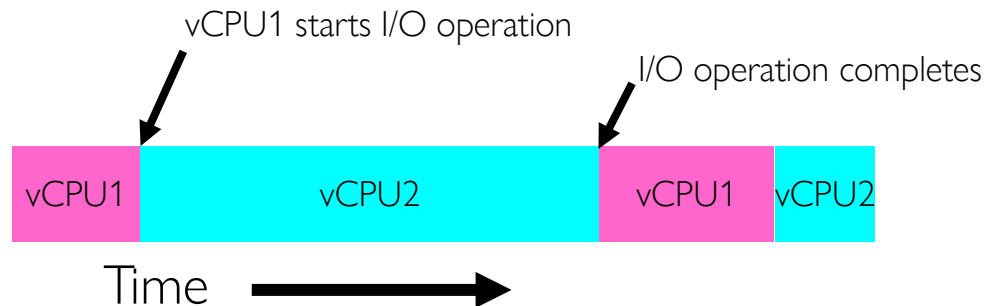 vCPU1 starts I/O operation
I/O operation completes
vCPU1
vCPU2
vCPU1
vCPU2
Time